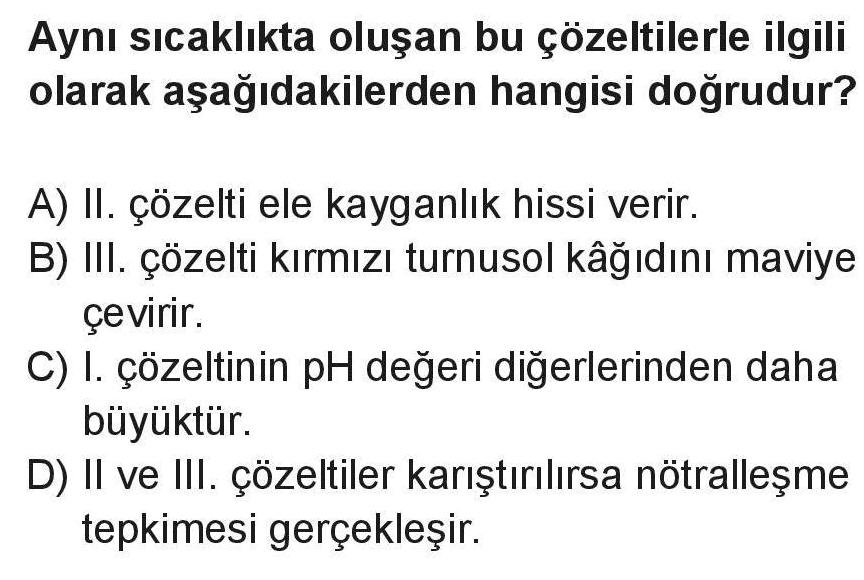 Aynı sıcaklıkta oluşan bu çözeltilerle ilgili
olarak aşağıdakilerden hangisi doğrudur?
A) II. çözelti ele kayganlık hissi verir.
B) III. çözelti kırmızı turnusol kâğıdını maviye
çevirir.
C) I. çözeltinin pH değeri diğerlerinden daha
büyüktür.
D) II ve III. çözeltiler karıştırılırsa nötralleşme
tepkimesi gerçekleşir.